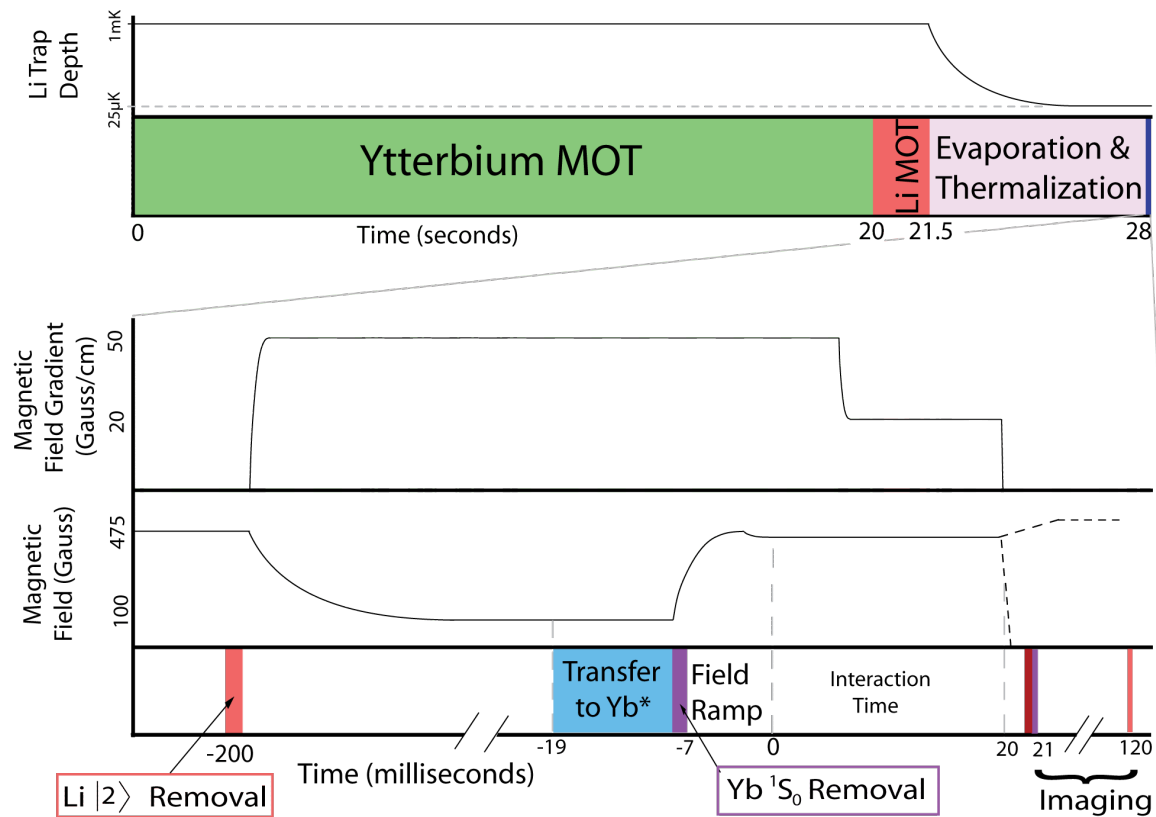 Li Trap
Depth
1mK
25μK
Ytterbium MOT
Li MOT
Evaporation &
Thermalization
0
Time (seconds)
20
21.5
28
Magnetic
Field Gradient
(Gauss/cm)
50
20
Magnetic
Field (Gauss)
475
100
Transfer
to Yb*
Field
Ramp
Interaction
Time
-200
-19
-7
0
20
21
120
Time (milliseconds)
Li |2⟩ Removal
Yb ¹S₀ Removal
Imaging